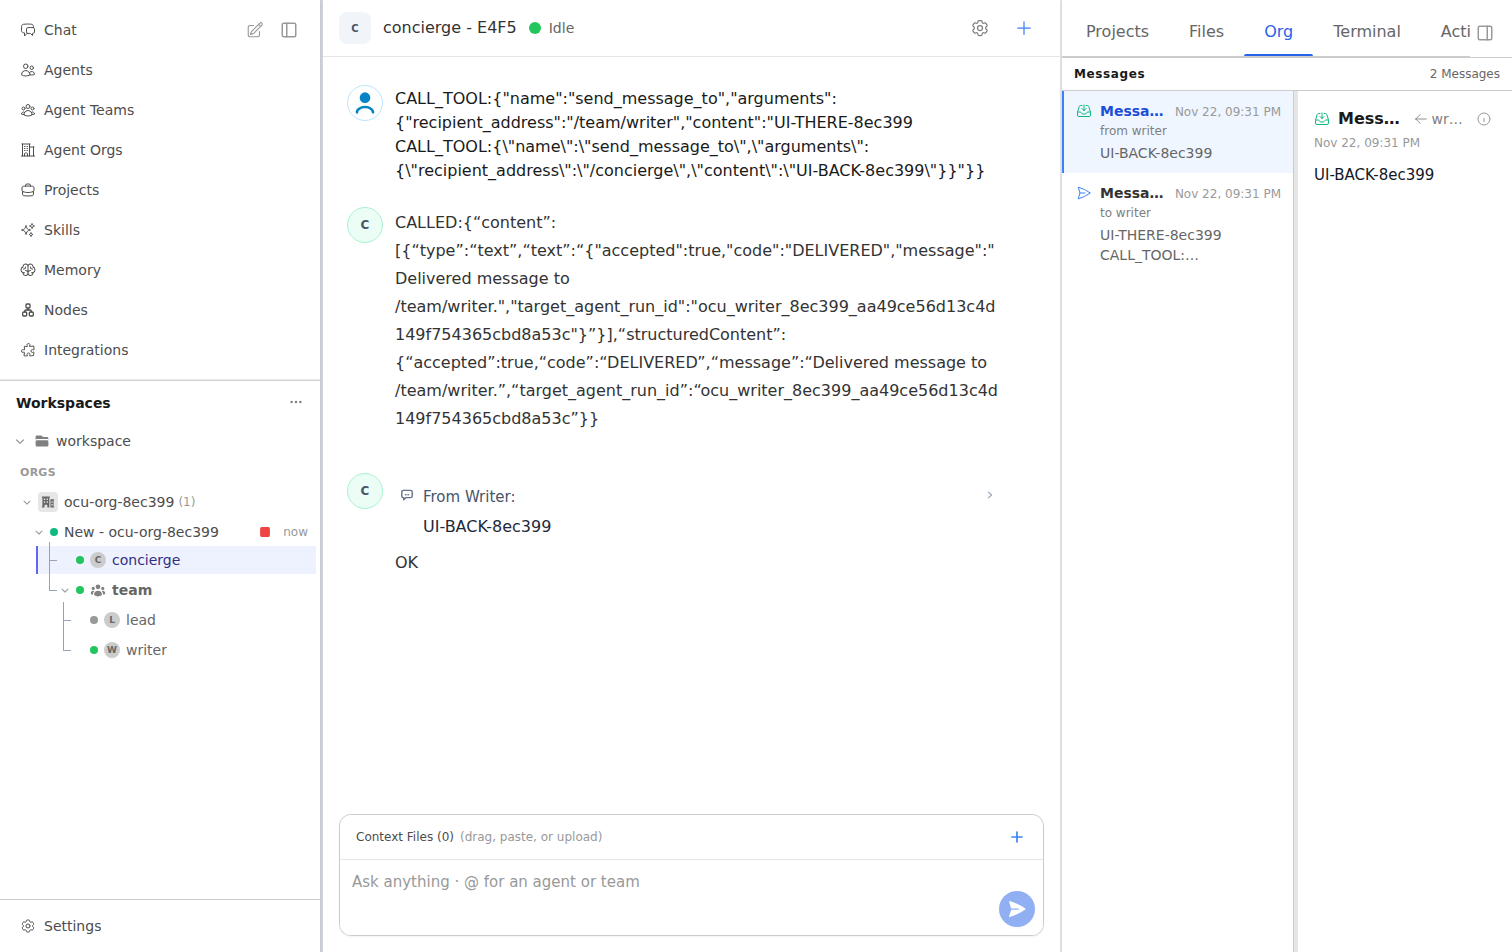 Chat
Agents
Agent Teams
Agent Orgs
Projects
Skills
Memory
Nodes
Integrations
Workspaces
workspace
ORGS
ocu-org-8ec399 (1)
New - ocu-org-8ec399 now
C concierge
team
L lead
W writer
Settings
C concierge - E4F5 Idle
CALL_TOOL:{"name":"send_message_to","arguments":
{"recipient_address":"/team/writer","content":"UI-THERE-8ec399
CALL_TOOL:{\"name\":\"send_message_to\",\"arguments\":
{\"recipient_address\":\"/concierge\",\"content\":\"UI-BACK-8ec399\"}}"}}
C
CALLED:{“content”:
[{“type”:“text”,“text”:“{"accepted":true,"code":"DELIVERED","message":"
Delivered message to
/team/writer.","target_agent_run_id":"ocu_writer_8ec399_aa49ce56d13c4d
149f754365cbd8a53c"}”}],“structuredContent”:
{“accepted”:true,“code”:“DELIVERED”,“message”:“Delivered message to
/team/writer.”,“target_agent_run_id”:“ocu_writer_8ec399_aa49ce56d13c4d
149f754365cbd8a53c”}}
C From Writer:
UI-BACK-8ec399
OK
Context Files (0) (drag, paste, or upload)
Ask anything · @ for an agent or team
Projects Files Org Terminal Acti
Messages 2 Messages
Messa... Nov 22, 09:31 PM
from writer
UI-BACK-8ec399
Messa... Nov 22, 09:31 PM
to writer
UI-THERE-8ec399
CALL_TOOL:...
Mess... wr...
Nov 22, 09:31 PM
UI-BACK-8ec399